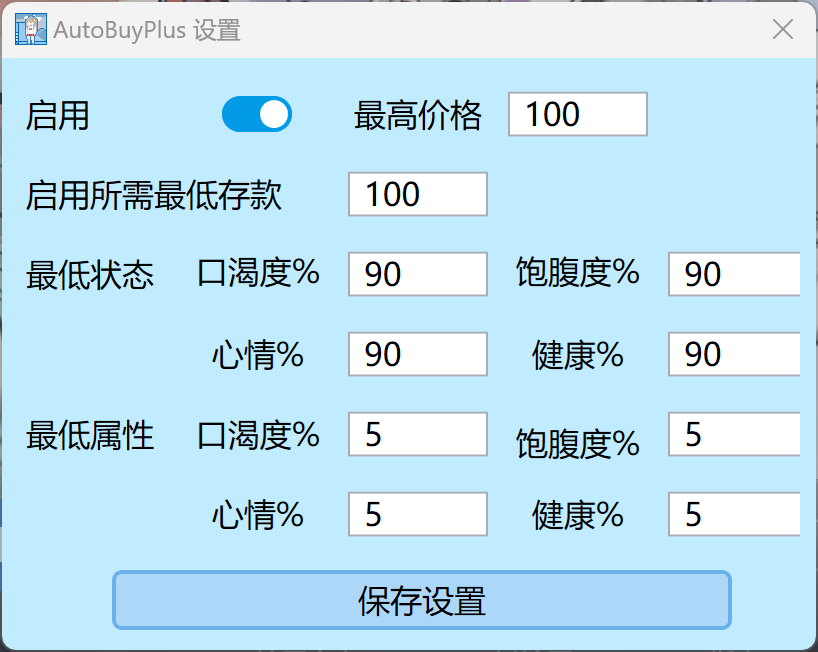 AutoBuyPlus 设置
启用 最高价格 100
启用所需最低存款 100
最低状态 口渴度% 90 饱腹度% 90
心情% 90 健康% 90
最低属性 口渴度% 5 饱腹度% 5
心情% 5 健康% 5
保存设置